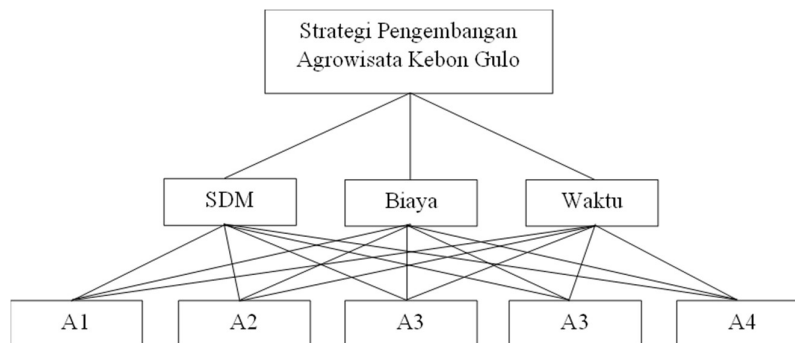 Strategi Pengembangan
Agrowisata Kebon Gulo
SDM
Biaya
Waktu
A1
A2
A3
A3
A4